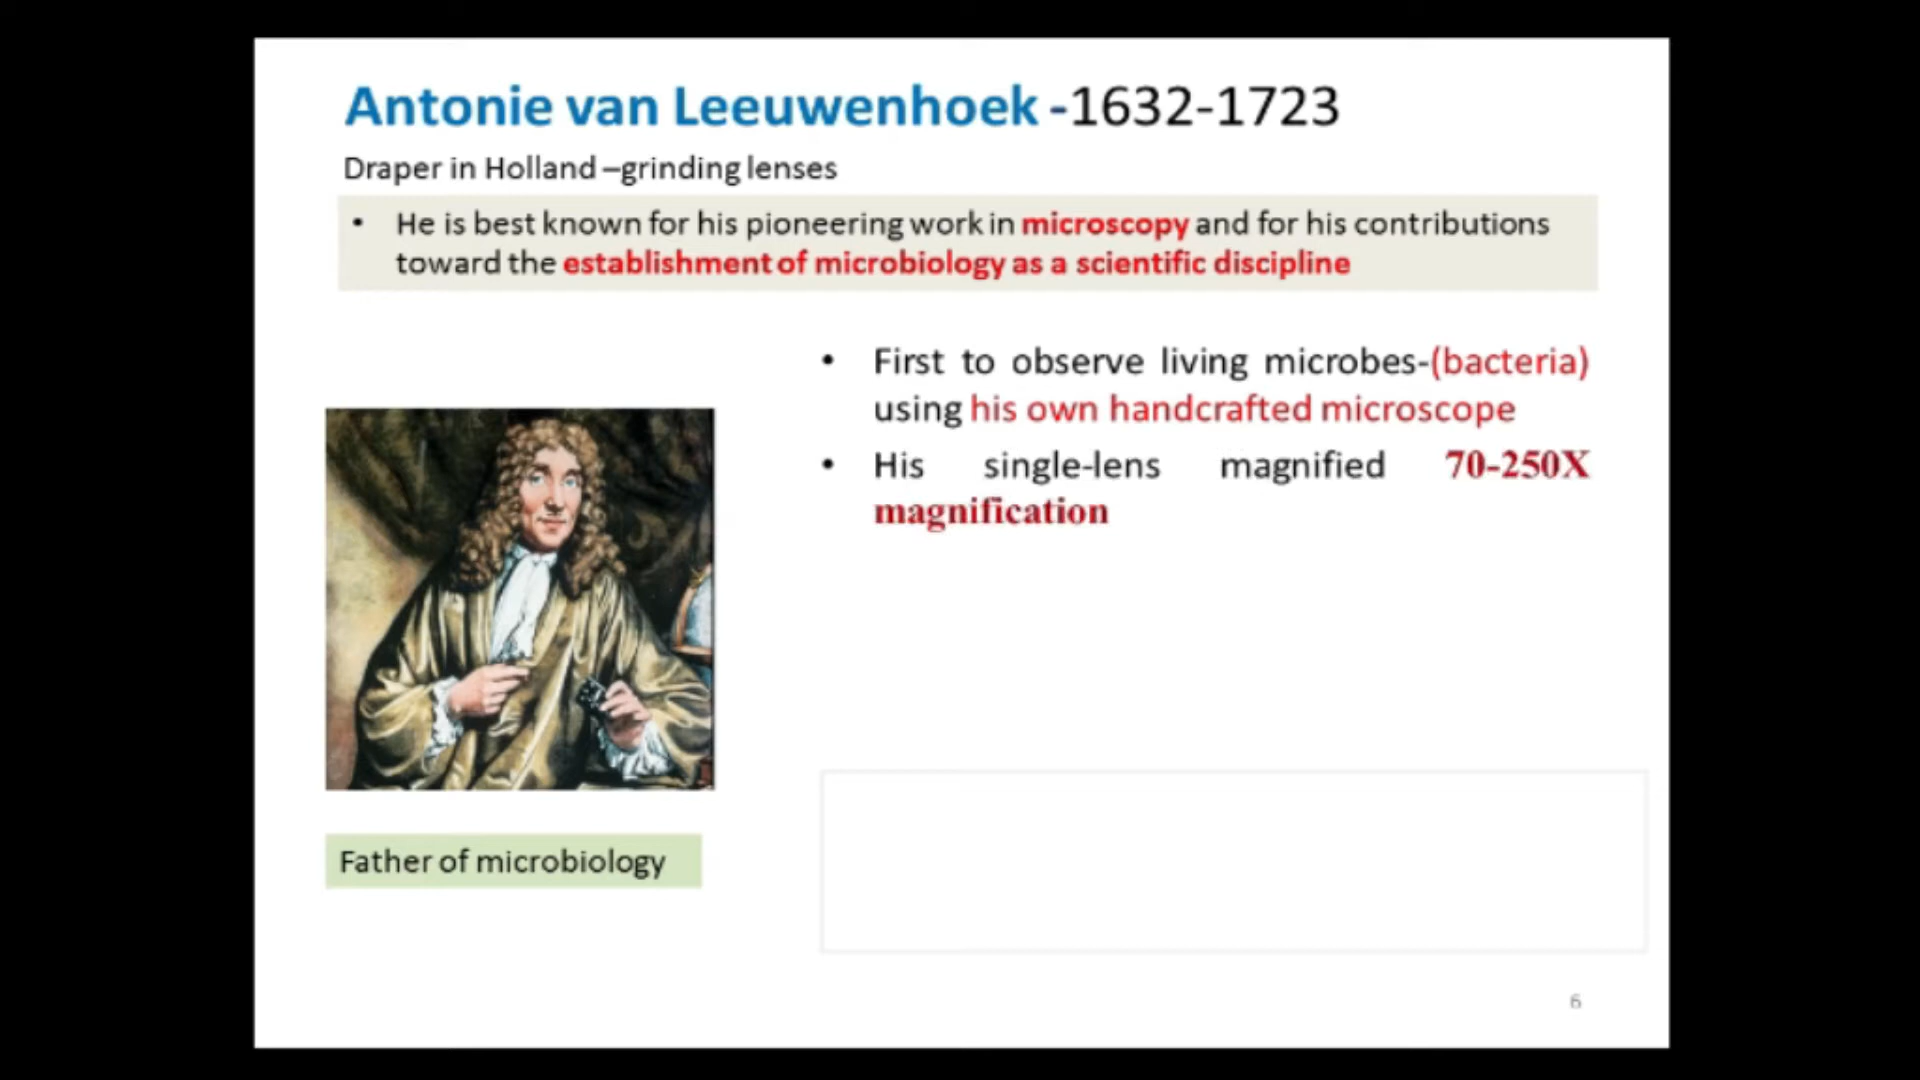 Antonie van Leeuwenhoek -1632-1723
Draper in Holland –grinding lenses
• He is best known for his pioneering work in microscopy and for his contributions
toward the establishment of microbiology as a scientific discipline
• First to observe living microbes-(bacteria)
using his own handcrafted microscope
• His single-lens magnified 70-250X
magnification
Father of microbiology
6